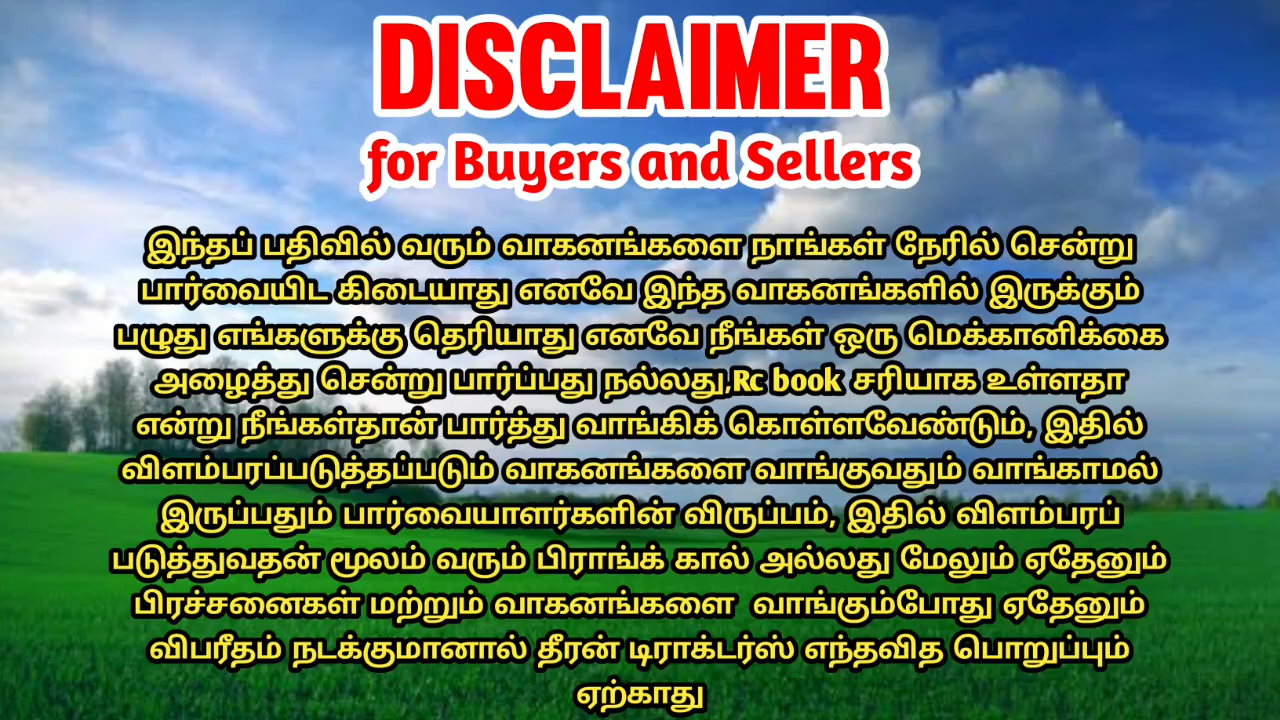 DISCLAIMER
for Buyers and Sellers
இந்தப் பதிவில் வரும் வாகனங்களை நாங்கள் நேரில் சென்று
பார்வையிட கிடையாது எனவே இந்த வாகனங்களில் இருக்கும்
பழுது எங்களுக்கு தெரியாது எனவே நீங்கள் ஒரு மெக்கானிக்கை
அழைத்து சென்று பார்ப்பது நல்லது,Rc book சரியாக உள்ளதா
என்று நீங்கள்தான் பார்த்து வாங்கிக் கொள்ளவேண்டும், இதில்
விளம்பரப்படுத்தப்படும் வாகனங்களை வாங்குவதும் வாங்காமல்
இருப்பதும் பார்வையாளர்களின் விருப்பம், இதில் விளம்பரப்
படுத்துவதன் மூலம் வரும் பிராங்க் கால் அல்லது மேலும் ஏதேனும்
பிரச்சனைகள் மற்றும் வாகனங்களை வாங்கும்போது ஏதேனும்
விபரீதம் நடக்குமானால் தீரன் டிராக்டர்ஸ் எந்தவித பொறுப்பும்
ஏற்காது